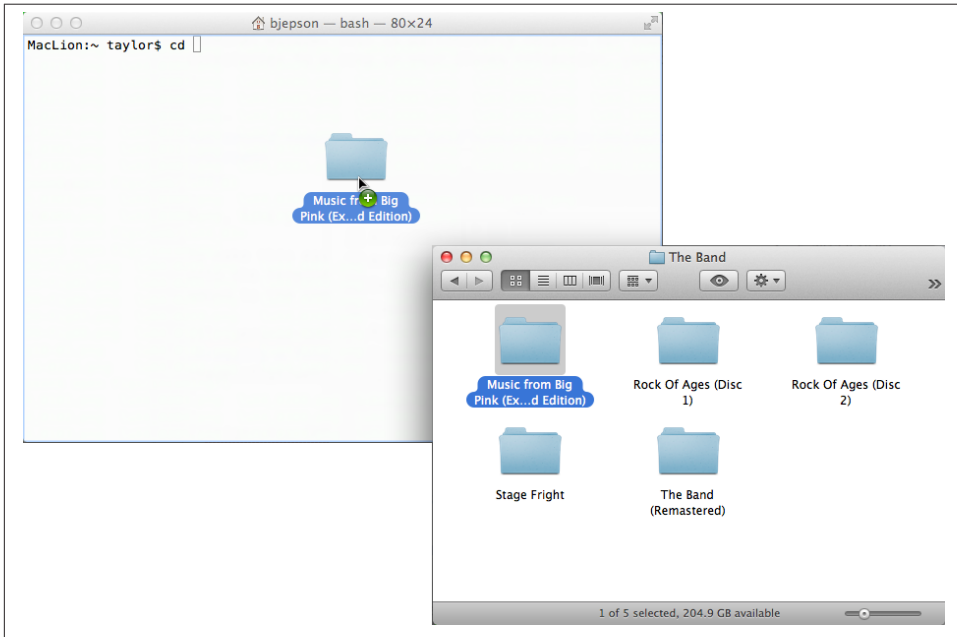 bjepson — bash — 80×24
MacLion:~ taylor$ cd
Music fr Big
Pink (Ex...d Edition)
The Band
Music from Big
Pink (Ex...d Edition)
Rock Of Ages (Disc
1)
Rock Of Ages (Disc
2)
Stage Fright
The Band
(Remastered)
1 of 5 selected, 204.9 GB available